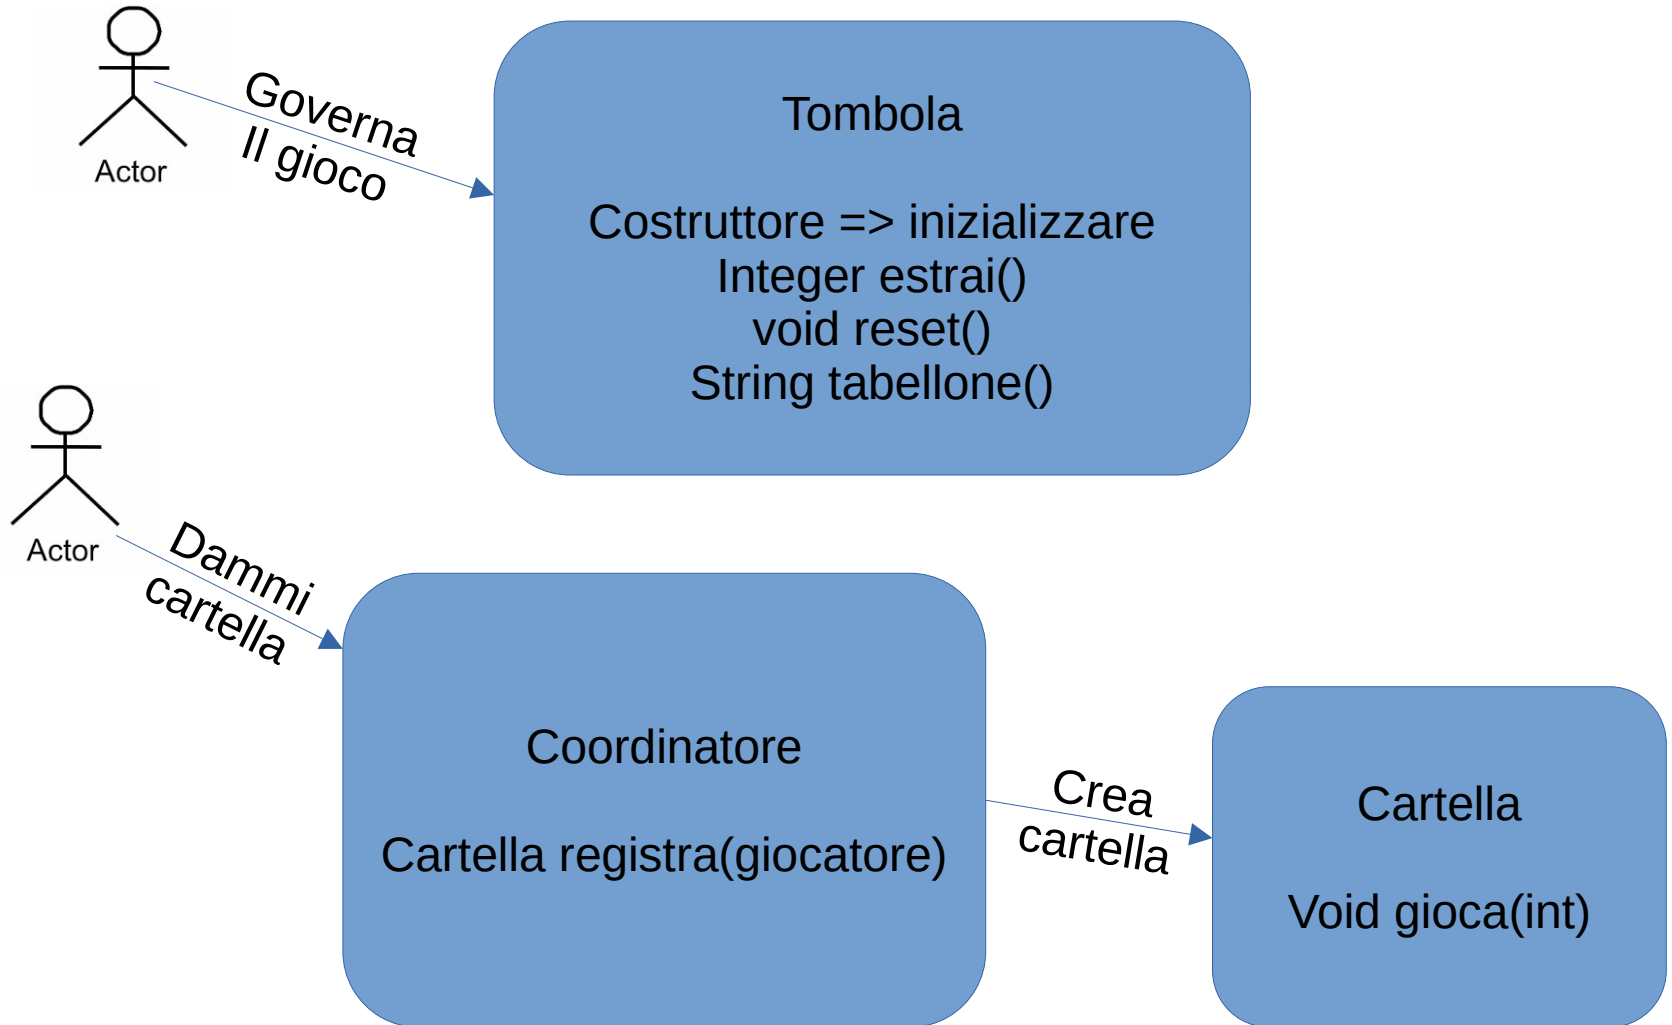 Actor
Governa
Il gioco
Tombola
Costruttore => inizializzare
Integer estrai()
void reset()
String tabellone()
Actor
Dammi
cartella
Coordinatore
Cartella registra(giocatore)
Crea
cartella
Cartella
Void gioca(int)